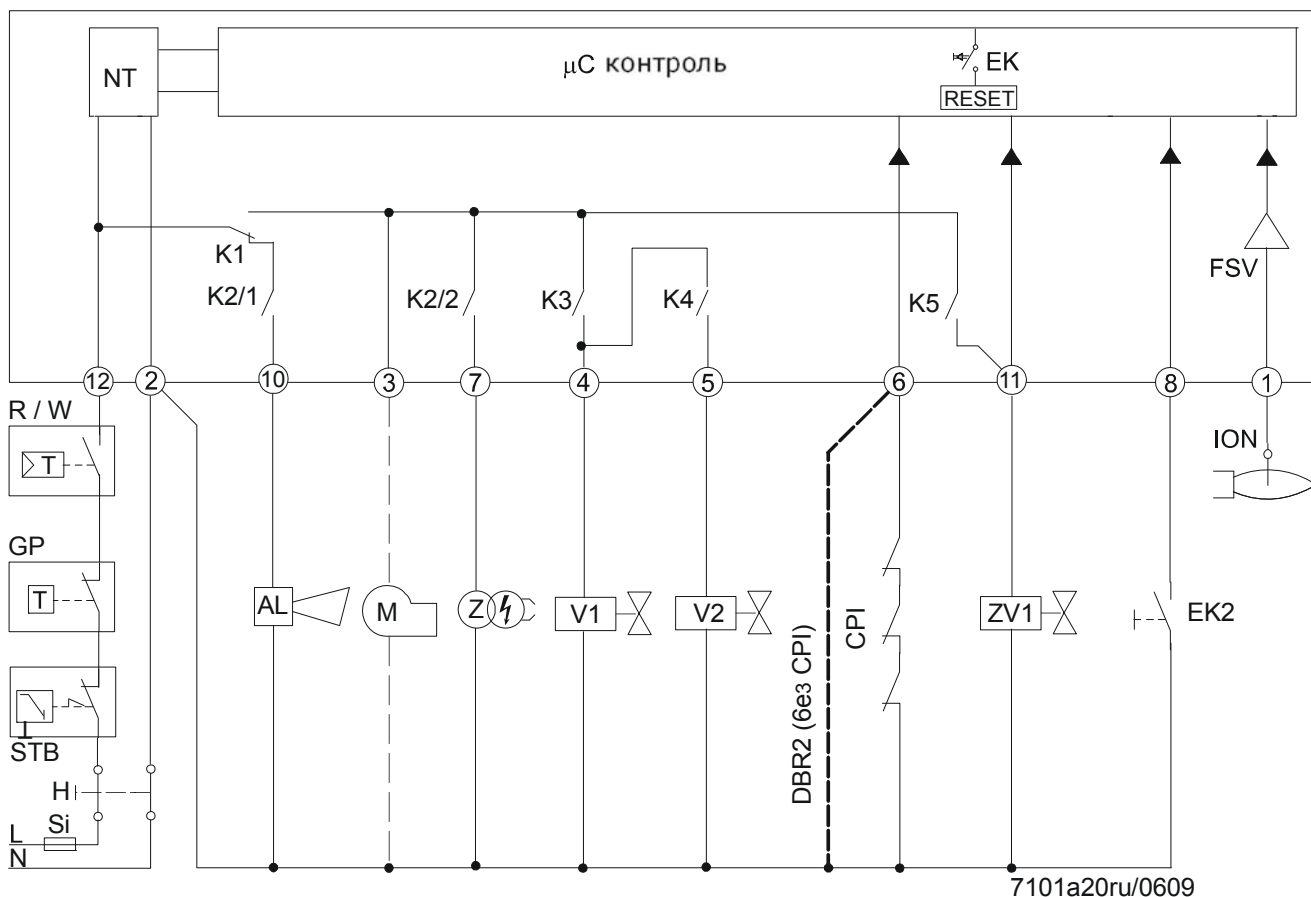 NT
μC контроль
EK
RESET
FSV
K1
K2/1
K2/2
K3
K4
K5
12
2
10
3
7
4
5
6
11
8
1
R / W
T
ION
GP
T
AL
M
Z
V1
V2
DBR2 (без CPI)
CPI
ZV1
EK2
STB
H
Si
L
N
7101a20ru/0609